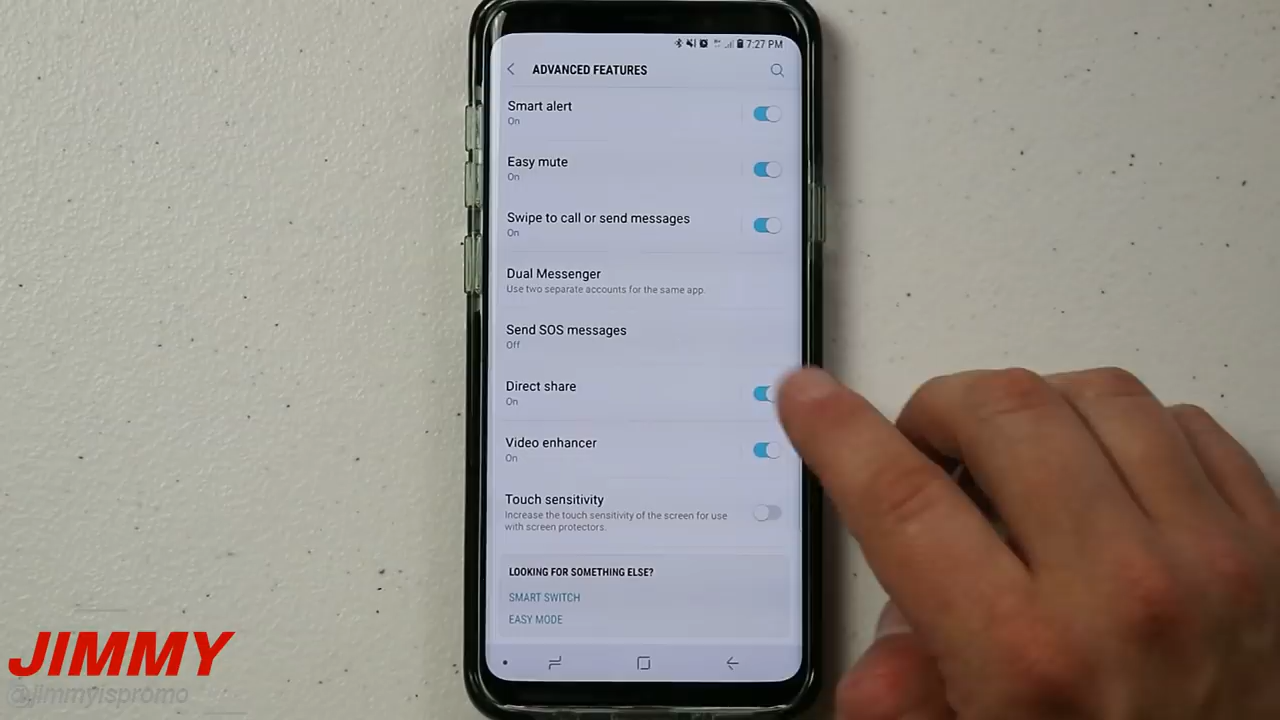 7:27 PM
ADVANCED FEATURES
Smart alert
On
Easy mute
On
Swipe to call or send messages
On
Dual Messenger
Use two separate accounts for the same app.
Send SOS messages
Off
Direct share
On
Video enhancer
On
Touch sensitivity
Increase the touch sensitivity of the screen for use
with screen protectors.
LOOKING FOR SOMETHING ELSE?
SMART SWITCH
EASY MODE
JIMMY
@jimmyispromo